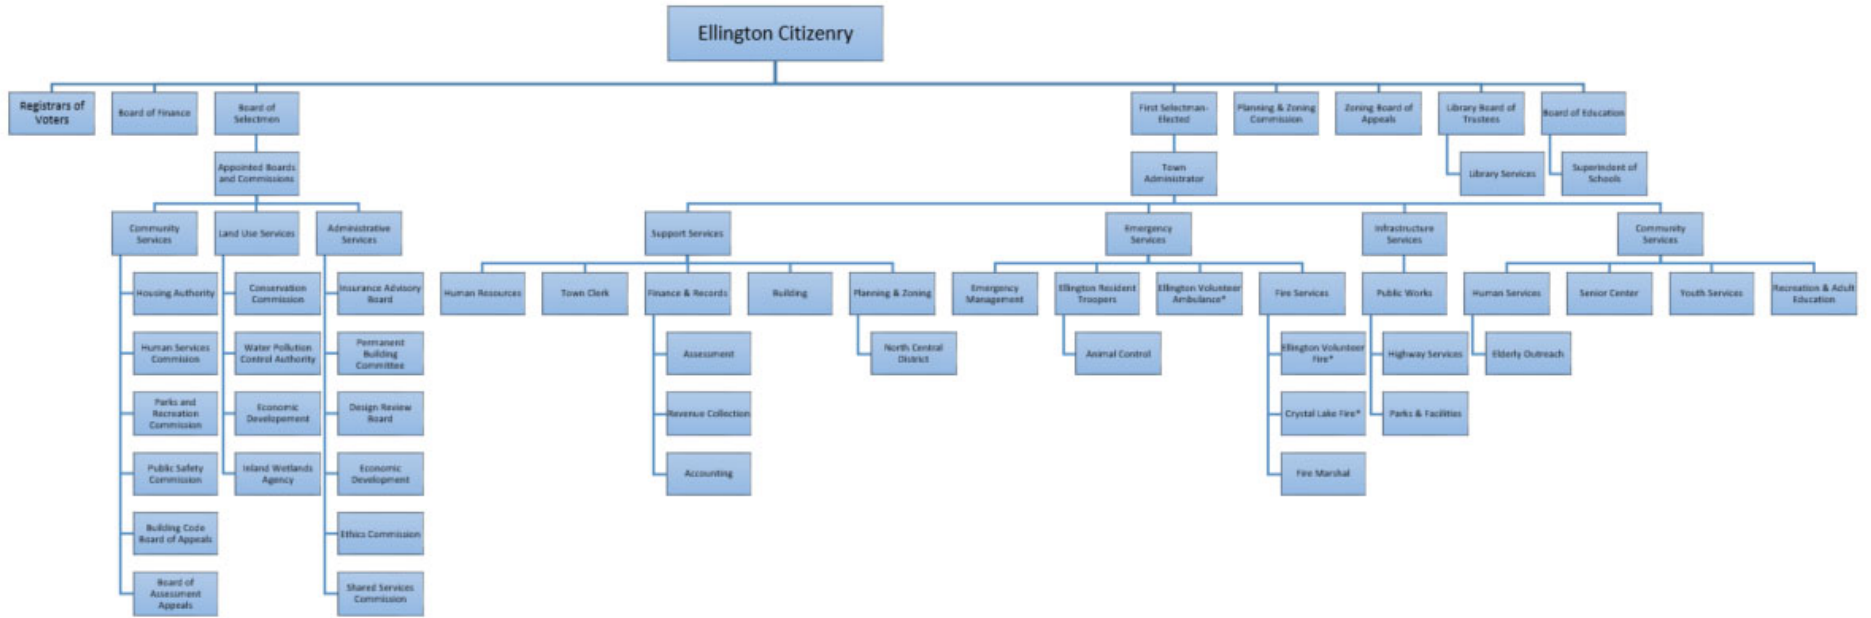 Ellington Citizenry
Registrars of
Voters
Board of Finance
Board of
Selectmen
First Selectman-
Elected
Planning & Zoning
Commission
Zoning Board of
Appeals
Library Board of
Trustees
Board of Education
Appointed Boards
and Commissions
Town
Administrator
Library Services
Superindent of
Schools
Community
Services
Land Use Services
Administrative
Services
Support Services
Emergency
Services
Infrastructure
Services
Community
Services
Housing Authority
Conservation
Commission
Insurance Advisory
Board
Human Resources
Town Clerk
Finance & Records
Building
Planning & Zoning
Emergency
Management
Ellington Resident
Troopers
Ellington Volunteer
Ambulance*
Fire Services
Public Works
Human Services
Senior Center
Youth Services
Recreation & Adult
Education
Human Services
Commision
Water Pollution
Control Authority
Permanent
Building
Committee
Assessment
North Central
District
Animal Control
Ellington Volunteer
Fire*
Highway Services
Elderly Outreach
Parks and
Recreation
Commission
Economic
Developement
Design Review
Board
Revenue Collection
Crystal Lake Fire*
Parks & Facilities
Public Safety
Commission
Inland Wetlands
Agency
Economic
Development
Accounting
Fire Marshal
Building Code
Board of Appeals
Ethics Commission
Board of
Assessment
Appeals
Shared Services
Commission